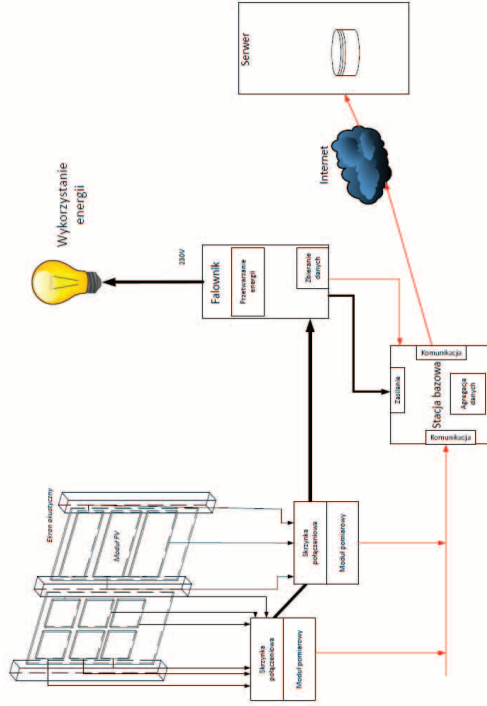 Ekran akustyczny
Moduł PV
Skrzynka
połączeniowa
Moduł pomiarowy
Skrzynka
połączeniowa
Moduł pomiarowy
Wykorzystanie
energii
230V
Falownik
Przetwarzanie
energii
Zbieranie
danych
Zasilanie
Komunikacja
Stacja bazowa
Agregacja
danych
Komunikacja
Internet
Serwer